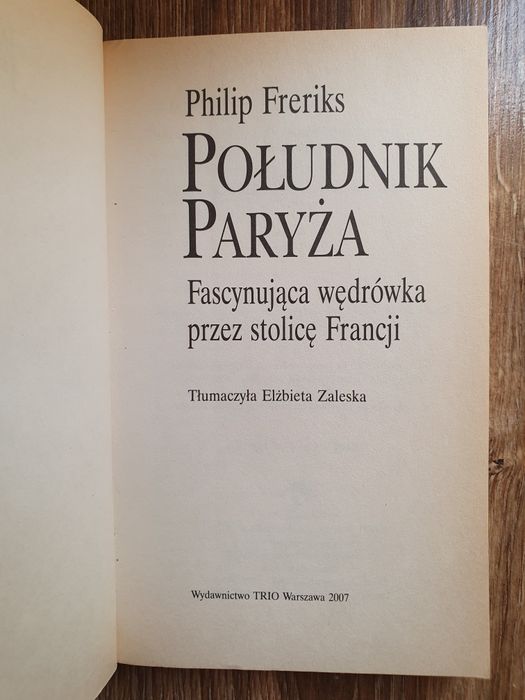 Philip Freriks
POŁUDNIK
PARYŻA
Fascynująca wędrówka
przez stolicę Francji
Tłumaczyła Elżbieta Zaleska
Wydawnictwo TRIO Warszawa 2007